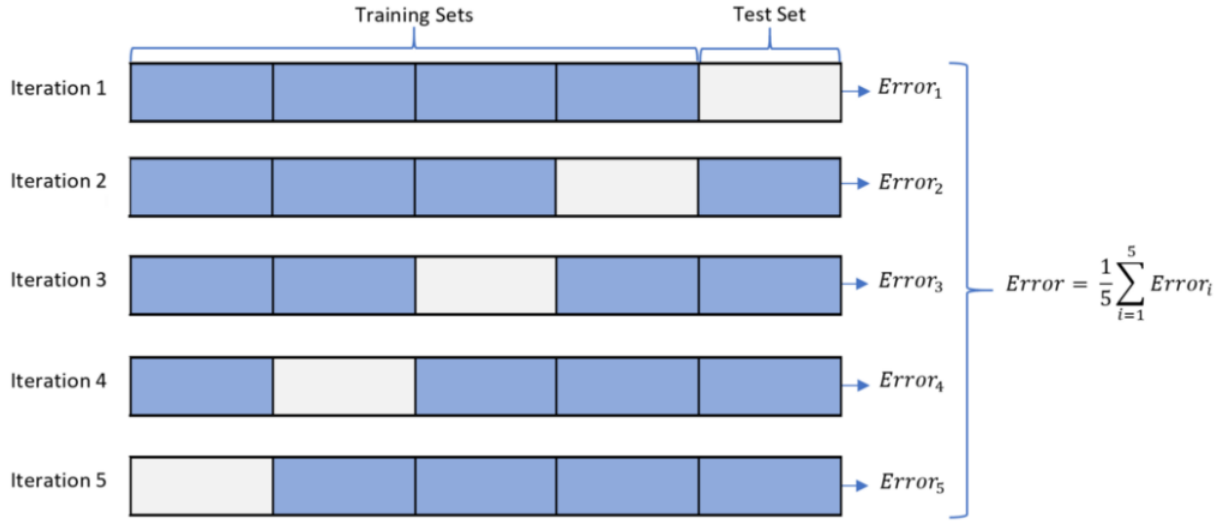 Training Sets
Test Set
Iteration 1
Error₁
Iteration 2
Error₂
Iteration 3
Error₃
Error = 1/5 ∑ᵢ₌₁⁵ Errorᵢ
Iteration 4
Error₄
Iteration 5
Error₅